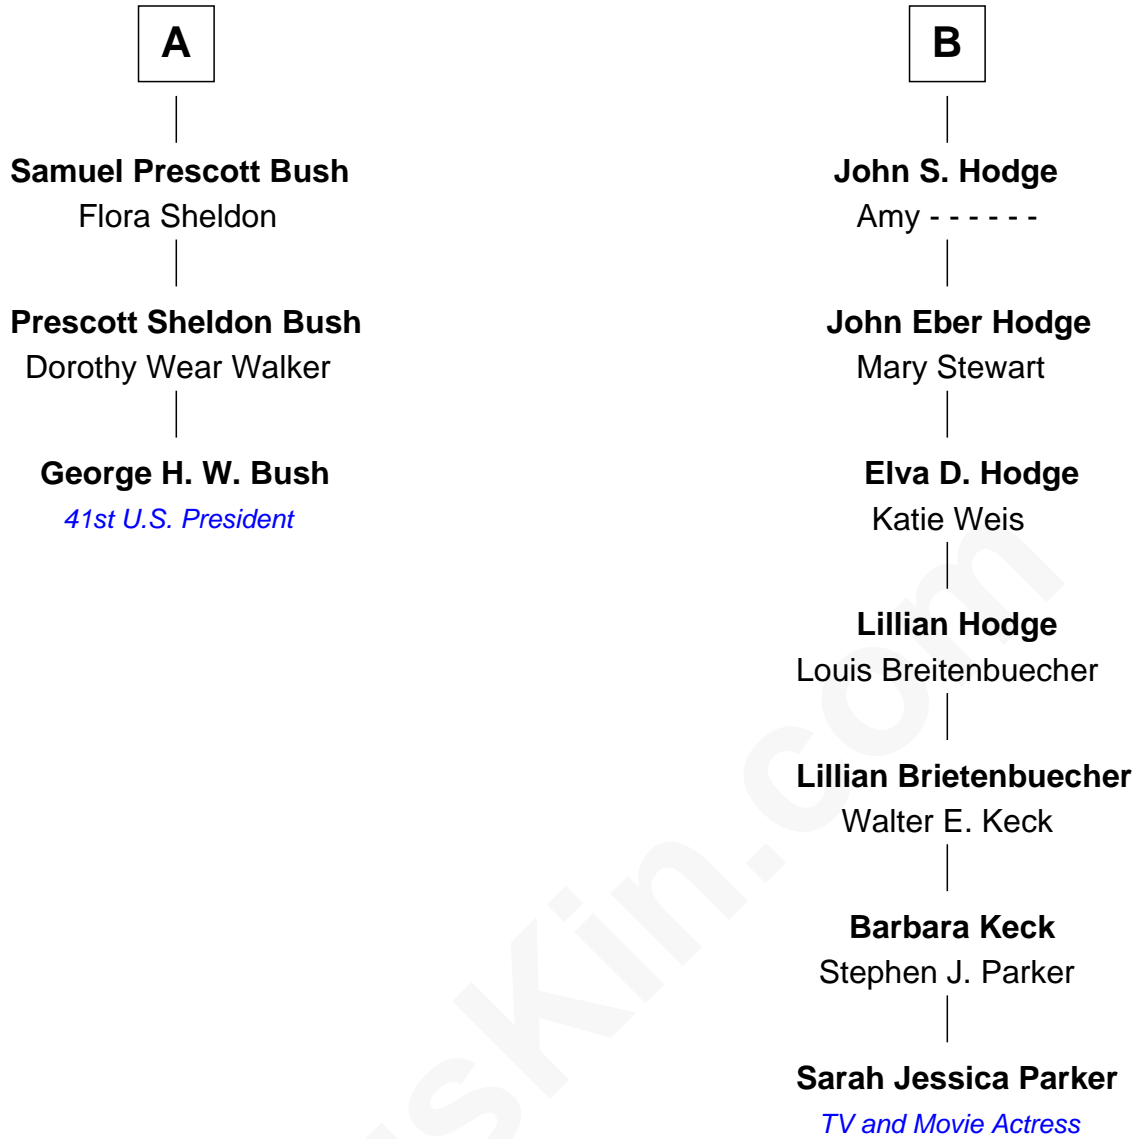 A
Samuel Prescott Bush
Flora Sheldon
Prescott Sheldon Bush
Dorothy Wear Walker
George H. W. Bush
41st U.S. President
B
John S. Hodge
Amy - - - - - -
John Eber Hodge
Mary Stewart
Elva D. Hodge
Katie Weis
Lillian Hodge
Louis Breitenbuecher
Lillian Brietenbuecher
Walter E. Keck
Barbara Keck
Stephen J. Parker
Sarah Jessica Parker
TV and Movie Actress
usKin.com